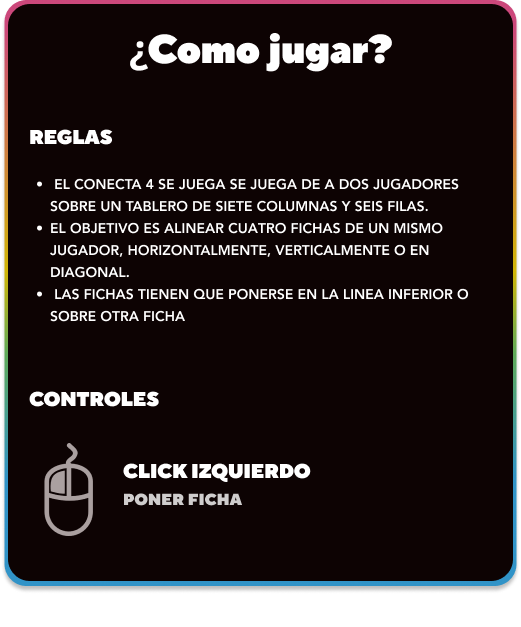 ¿Como jugar?
REGLAS
• EL CONECTA 4 SE JUEGA SE JUEGA DE A DOS JUGADORES
SOBRE UN TABLERO DE SIETE COLUMNAS Y SEIS FILAS.
• EL OBJETIVO ES ALINEAR CUATRO FICHAS DE UN MISMO
JUGADOR, HORIZONTALMENTE, VERTICALMENTE O EN
DIAGONAL.
• LAS FICHAS TIENEN QUE PONERSE EN LA LINEA INFERIOR O
SOBRE OTRA FICHA
CONTROLES
CLICK IZQUIERDO
PONER FICHA